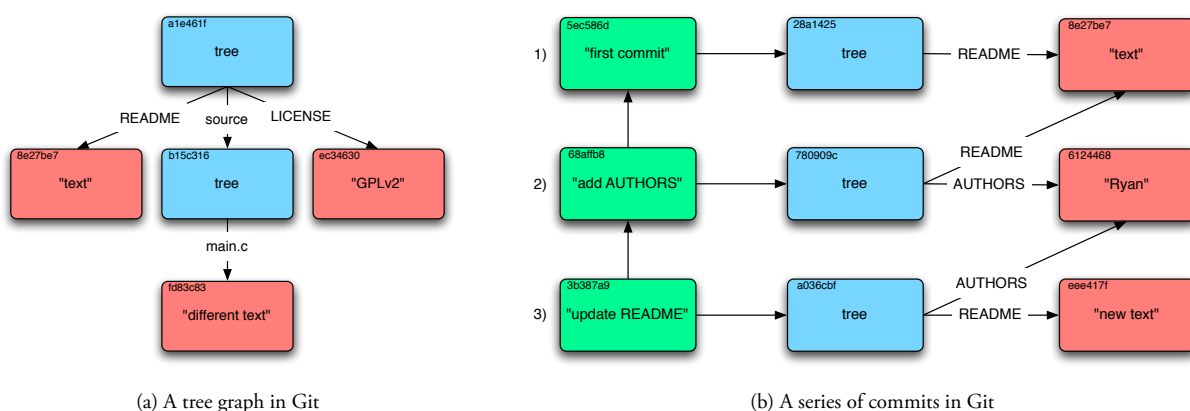 a1e461f
tree
README
source
LICENSE
8e27be7
"text"
b15c316
tree
ec34630
"GPLv2"
main.c
fd83c83
"different text"
(a) A tree graph in Git
1)
5ec586d
"first commit"
28a1425
tree
README
8e27be7
"text"
README
2)
68affb8
"add AUTHORS"
780909c
tree
AUTHORS
6124468
"Ryan"
AUTHORS
3)
3b387a9
"update README"
a036cbf
tree
README
eee417f
"new text"
(b) A series of commits in Git